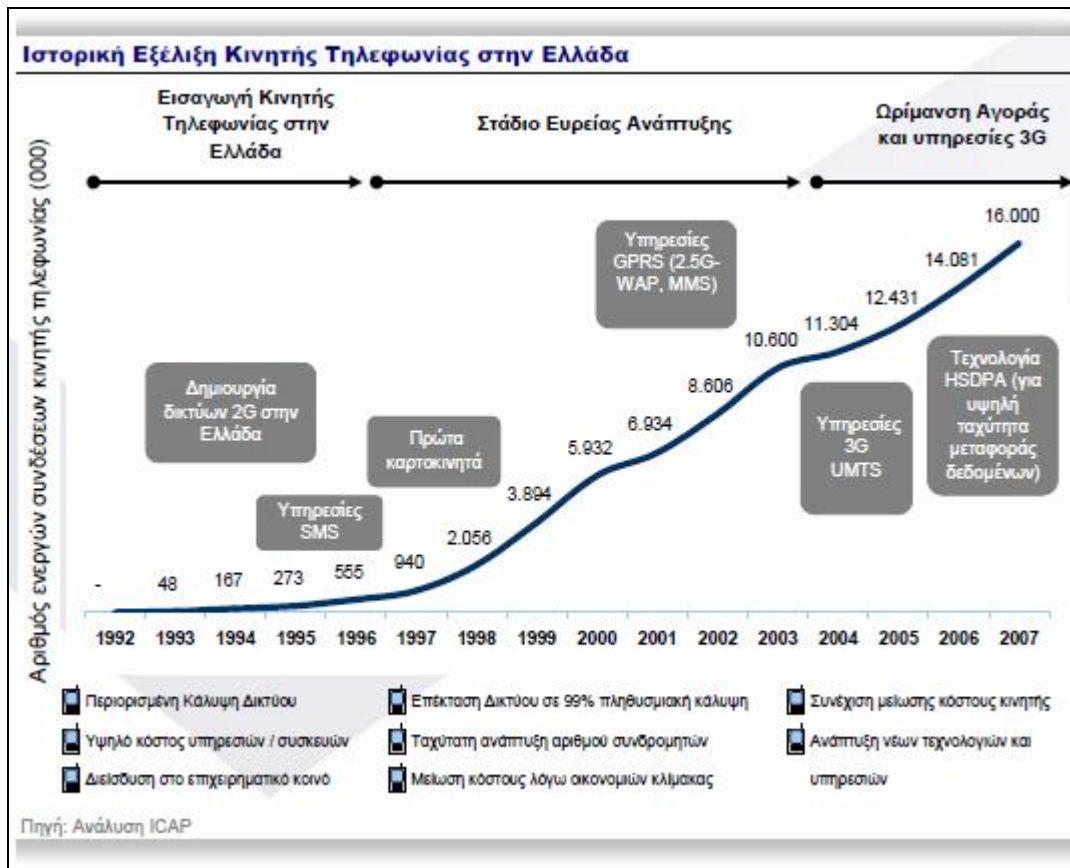 Ιστορική Εξέλιξη Κινητής Τηλεφωνίας στην Ελλάδα
Εισαγωγή Κινητής
Τηλεφωνίας στην
Ελλάδα
Στάδιο Ευρείας Ανάπτυξης
Ωρίμανση Αγοράς
και υπηρεσίες 3G
Αριθμός ενεργών συνδέσεων κινητής τηλεφωνίας (000)
Δημιουργία
δικτύων 2G στην
Ελλάδα
Υπηρεσίες
SMS
Πρώτα
καρτοκινητά
Υπηρεσίες
GPRS (2.5G-
WAP, MMS)
Υπηρεσίες
3G
UMTS
Τεχνολογία
HSDPA (για
υψηλή
ταχύτητα
μεταφοράς
δεδομένων)
- 48 167 273 555 940 2.056 3.894 5.932 6.934 8.606 10.600 11.304 12.431 14.081 16.000
1992 1993 1994 1995 1996 1997 1998 1999 2000 2001 2002 2003 2004 2005 2006 2007
Περιορισμένη Κάλυψη Δικτύου
Υψηλό κόστος υπηρεσιών / συσκευών
Διείσδυση στο επιχειρηματικό κοινό
Επέκταση Δικτύου σε 99% πληθυσμιακή κάλυψη
Ταχύτατη ανάπτυξη αριθμού συνδρομητών
Μείωση κόστους λόγω οικονομιών κλίμακας
Συνέχιση μείωσης κόστους κινητής
Ανάπτυξη νέων τεχνολογιών και
υπηρεσιών
Πηγή: Ανάλυση ICAP